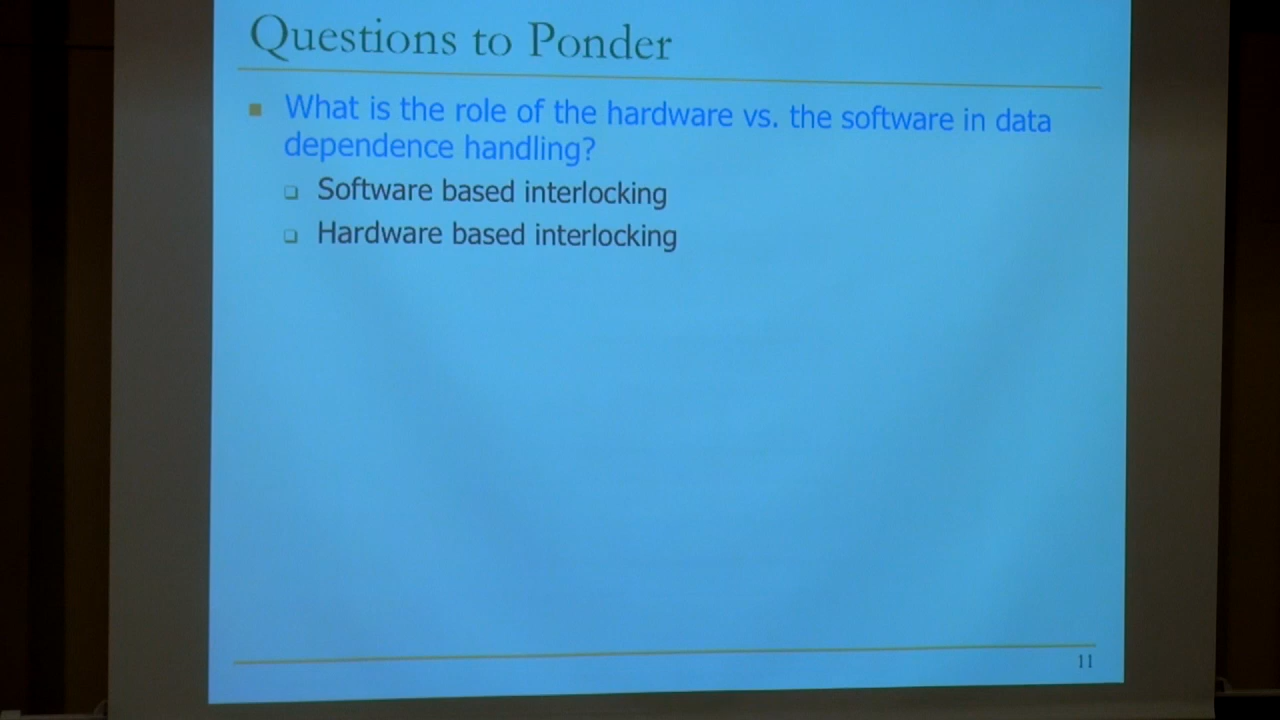 Questions to Ponder
What is the role of the hardware vs. the software in data
dependence handling?
Software based interlocking
Hardware based interlocking
11